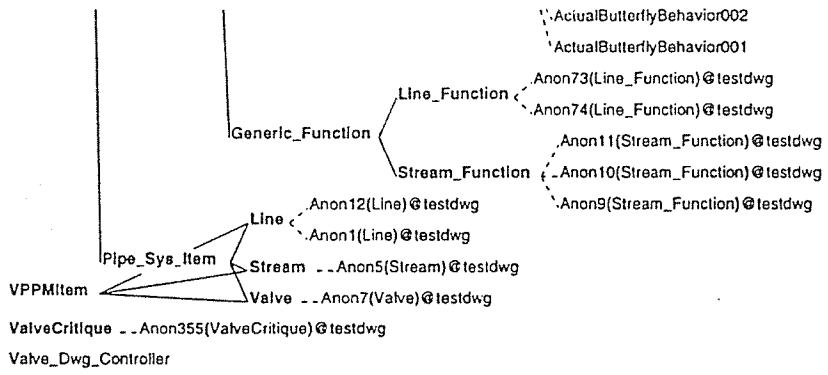 ActualButterflyBehavior002
ActualButterflyBehavior001
Anon73(Line_Function)@testdwg
Line_Function
Anon74(Line_Function)@testdwg
Generic_Function
Anon11(Stream_Function)@testdwg
Stream_Function
Anon10(Stream_Function)@testdwg
Anon9(Stream_Function)@testdwg
Anon12(Line)@testdwg
Line
Anon1(Line)@testdwg
Pipe_Sys_Item
Stream
Anon5(Stream)@testdwg
VPPMItem
Valve
Anon7(Valve)@testdwg
ValveCritique
Anon355(ValveCritique)@testdwg
Valve_Dwg_Controller